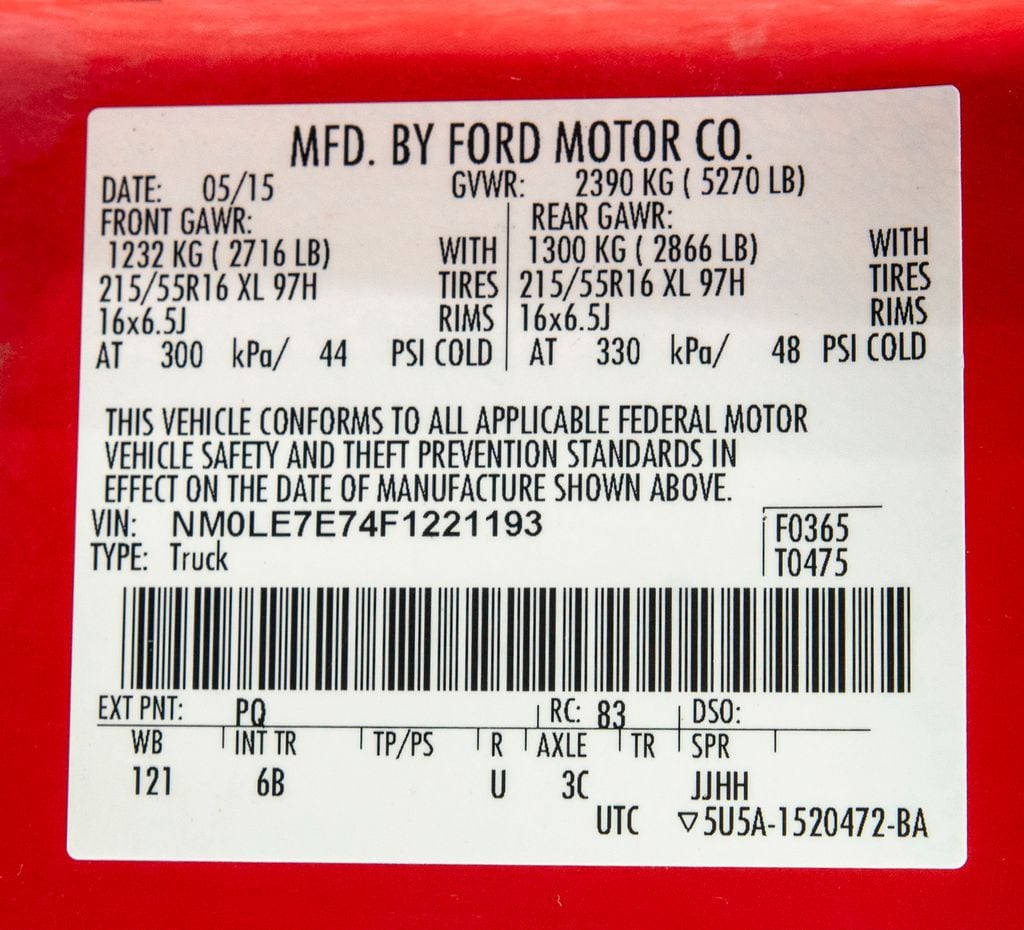 MFD. BY FORD MOTOR CO.
DATE: 05/15 GVWR: 2390 KG ( 5270 LB)
FRONT GAWR: REAR GAWR:
1232 KG ( 2716 LB) WITH 1300 KG ( 2866 LB) WITH
215/55R16 XL 97H TIRES 215/55R16 XL 97H TIRES
16x6.5J RIMS 16x6.5J RIMS
AT 300 kPa/ 44 PSI COLD AT 330 kPa/ 48 PSI COLD
THIS VEHICLE CONFORMS TO ALL APPLICABLE FEDERAL MOTOR
VEHICLE SAFETY AND THEFT PREVENTION STANDARDS IN
EFFECT ON THE DATE OF MANUFACTURE SHOWN ABOVE.
VIN: NM0LE7E74F1221193 F0365
TYPE: Truck T0475
EXT PNT: PQ RC: 83 DSO:
WB INT TR TP/PS R AXLE TR SPR
121 6B U 3C JJHH
UTC ▽5U5A-1520472-BA